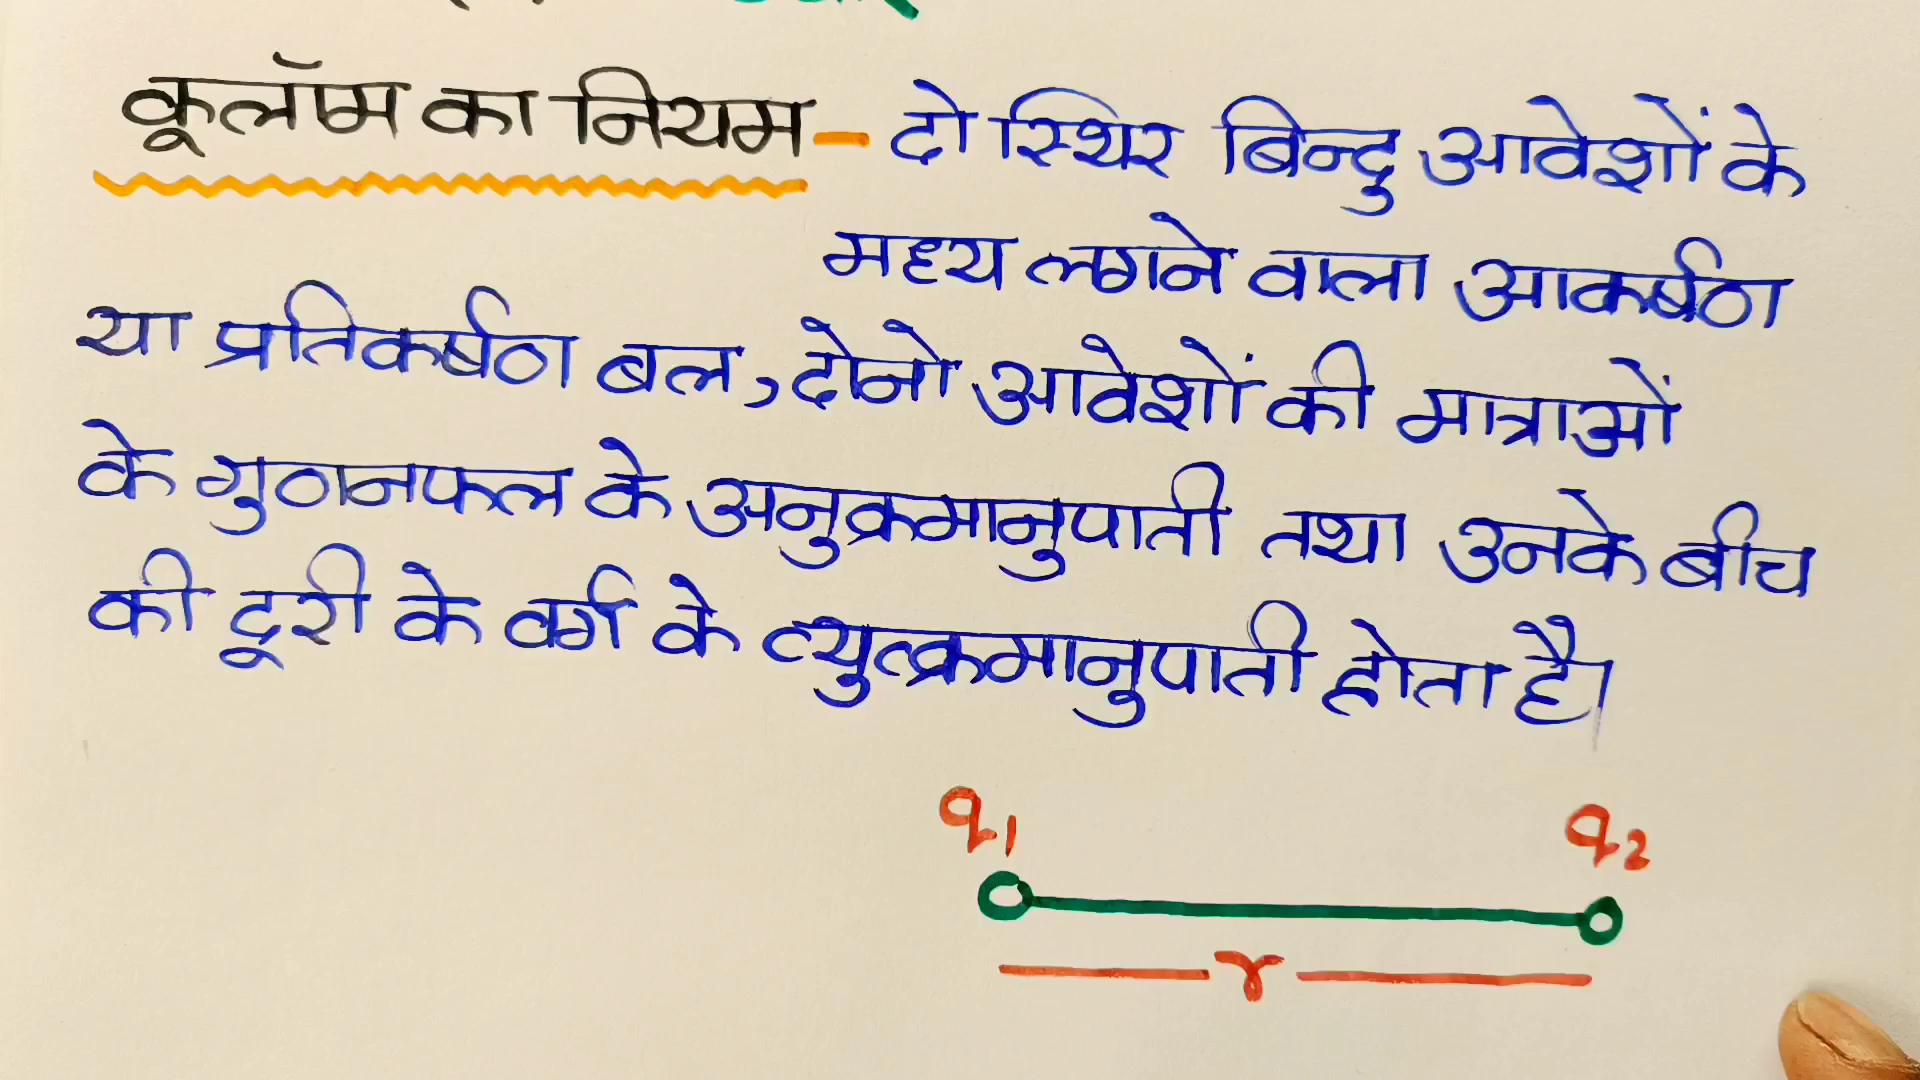 कूलॉम का नियम - दो स्थिर बिन्दु आवेशों के
मध्य लगने वाला आकर्षण
या प्रतिकर्षण बल, दोनो आवेशों की मात्राओं
के गुणनफल के अनुक्रमानुपाती तथा उनके बीच
की दूरी के वर्ग के व्युत्क्रमानुपाती होता है।
q1 q2
r